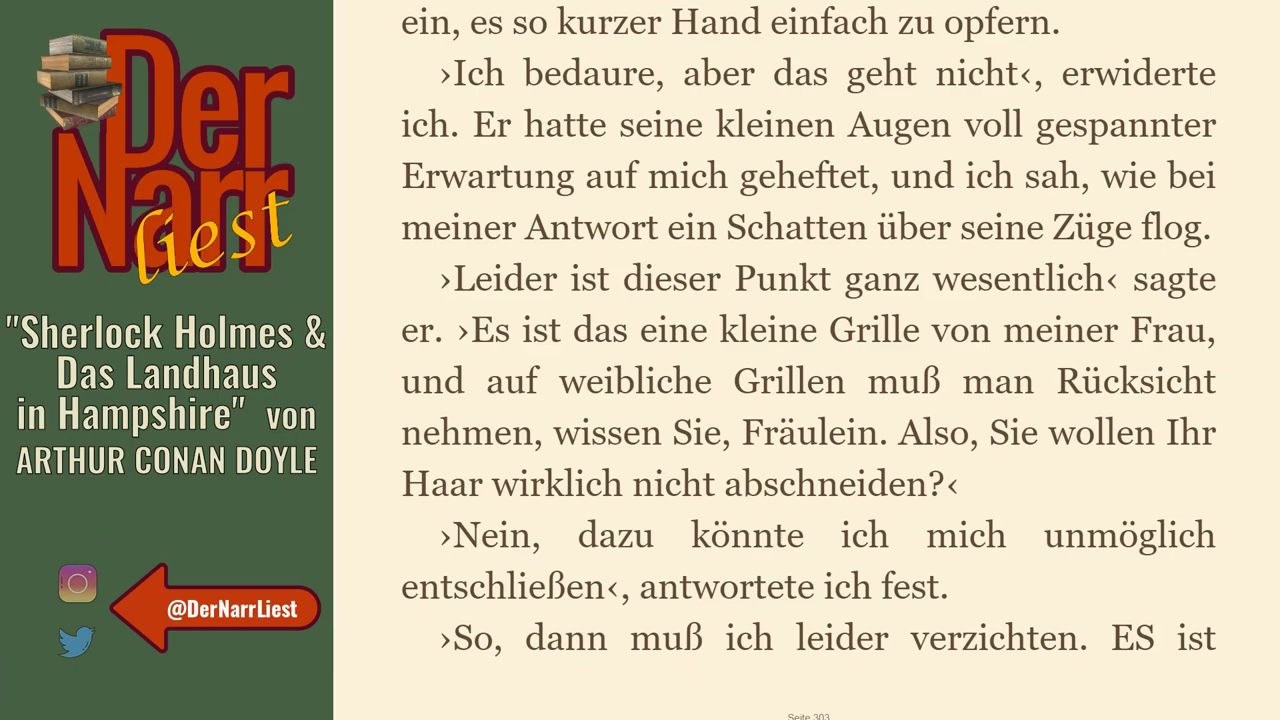 Der
Narr
liest
"Sherlock Holmes &
Das Landhaus
in Hampshire" von
ARTHUR CONAN DOYLE
@DerNarrLiest
ein, es so kurzer Hand einfach zu opfern.
›Ich bedaure, aber das geht nicht‹, erwiderte
ich. Er hatte seine kleinen Augen voll gespannter
Erwartung auf mich geheftet, und ich sah, wie bei
meiner Antwort ein Schatten über seine Züge flog.
›Leider ist dieser Punkt ganz wesentlich‹ sagte
er. ›Es ist das eine kleine Grille von meiner Frau,
und auf weibliche Grillen muß man Rücksicht
nehmen, wissen Sie, Fräulein. Also, Sie wollen Ihr
Haar wirklich nicht abschneiden?‹
›Nein, dazu könnte ich mich unmöglich
entschließen‹, antwortete ich fest.
›So, dann muß ich leider verzichten. ES ist
Seite 303